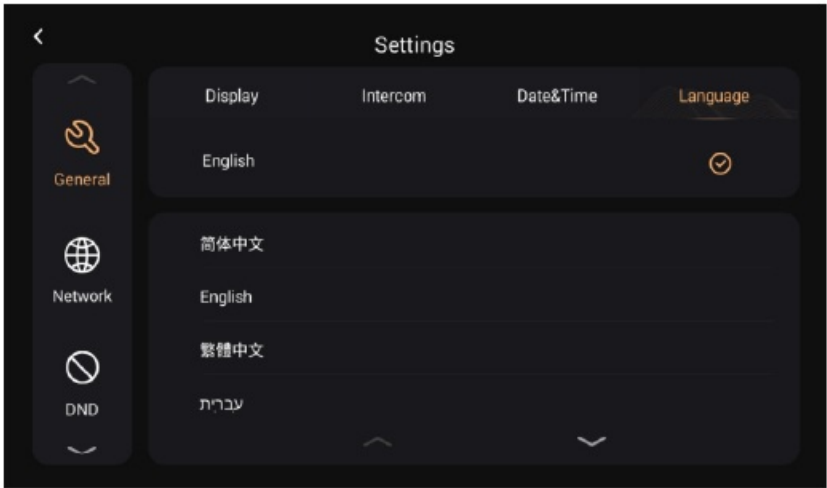 Settings
Display Intercom Date&Time Language
English
General
简体中文
Network
English
繁體中文
DND
עברית